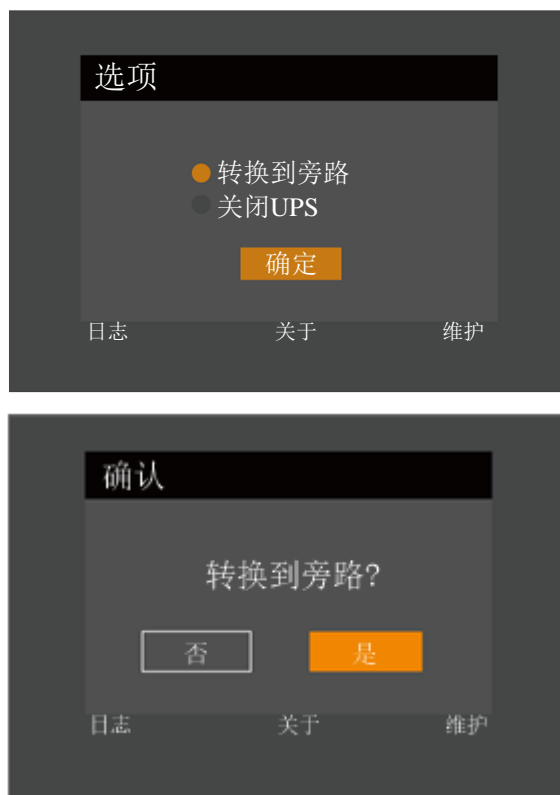 选项
转换到旁路
关闭UPS
确定
日志 关于 维护
确认
转换到旁路?
否 是
日志 关于 维护